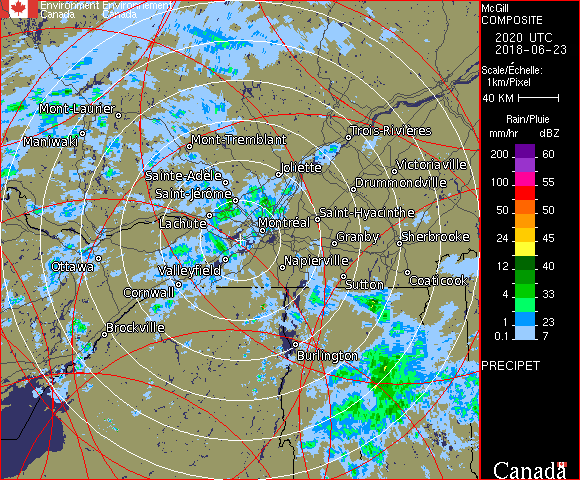 Environment Environnement
Canada Canada
McGill
COMPOSITE
2020 UTC
2018-06-23
Scale/Échelle:
1km/Pixel
40 KM
Rain/Pluie
mm/hr dBZ
200 60
100 55
50 50
24 45
12 40
4 33
1 23
0.1 7
PRECIPET
Canada
Mont-Laurier
Maniwaki
Mont-Tremblant
Trois-Rivières
Sainte-Adèle
Joliette
Victoriaville
Saint-Jérôme
Drummondville
Lachute
Montréal
Saint-Hyacinthe
Ottawa
Valleyfield
Granby
Sherbrooke
Napierville
Cornwall
Sutton
Coaticook
Brockville
Burlington